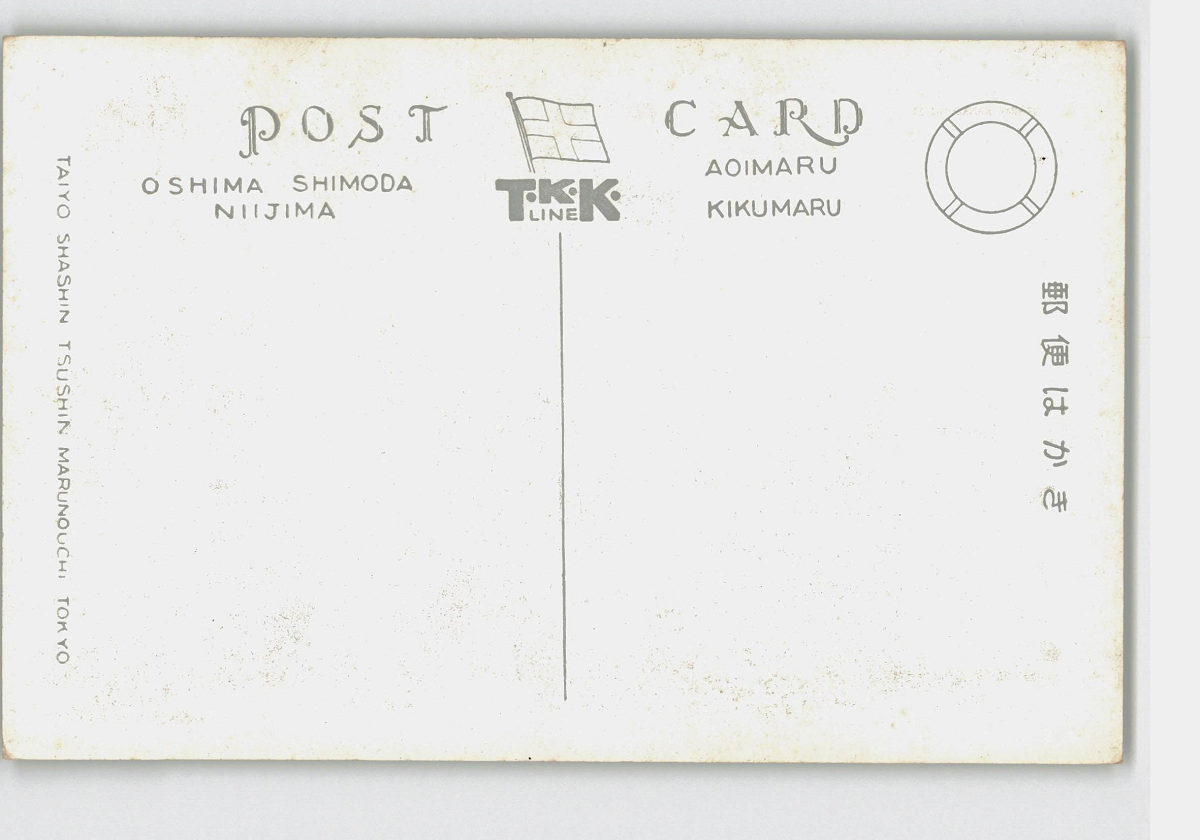 POST CARD
OSHIMA SHIMODA
NIIJIMA
T.K.K.
LINE
AOIMARU
KIKUMARU
郵便はかき
TAIYO SHASHIN TSUSHIN MARUNOUCHI TOKYO